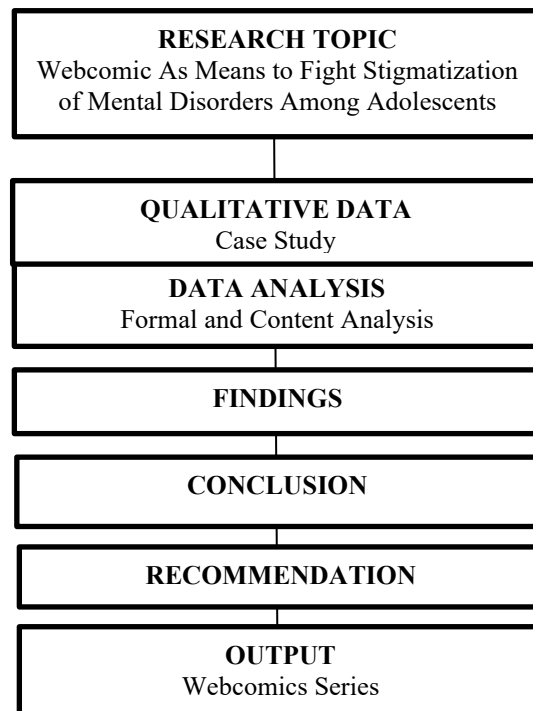 RESEARCH TOPIC
Webcomic As Means to Fight Stigmatization
of Mental Disorders Among Adolescents
QUALITATIVE DATA
Case Study
DATA ANALYSIS
Formal and Content Analysis
FINDINGS
CONCLUSION
RECOMMENDATION
OUTPUT
Webcomics Series